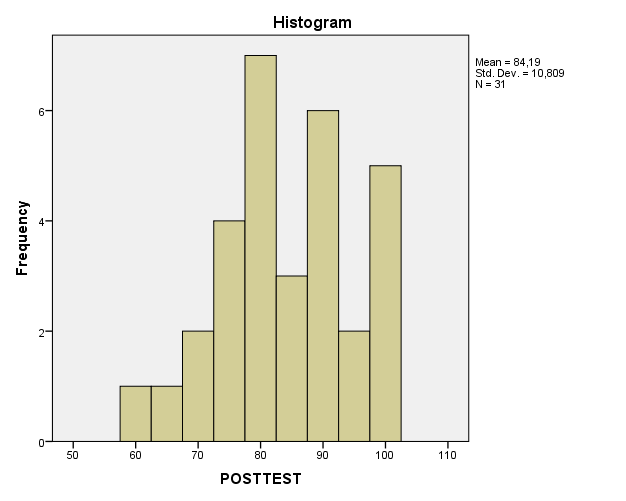 Histogram
Mean = 84,19
Std. Dev. = 10,809
N = 31
Frequency
6
4
2
0
50 60 70 80 90 100 110
POSTTEST